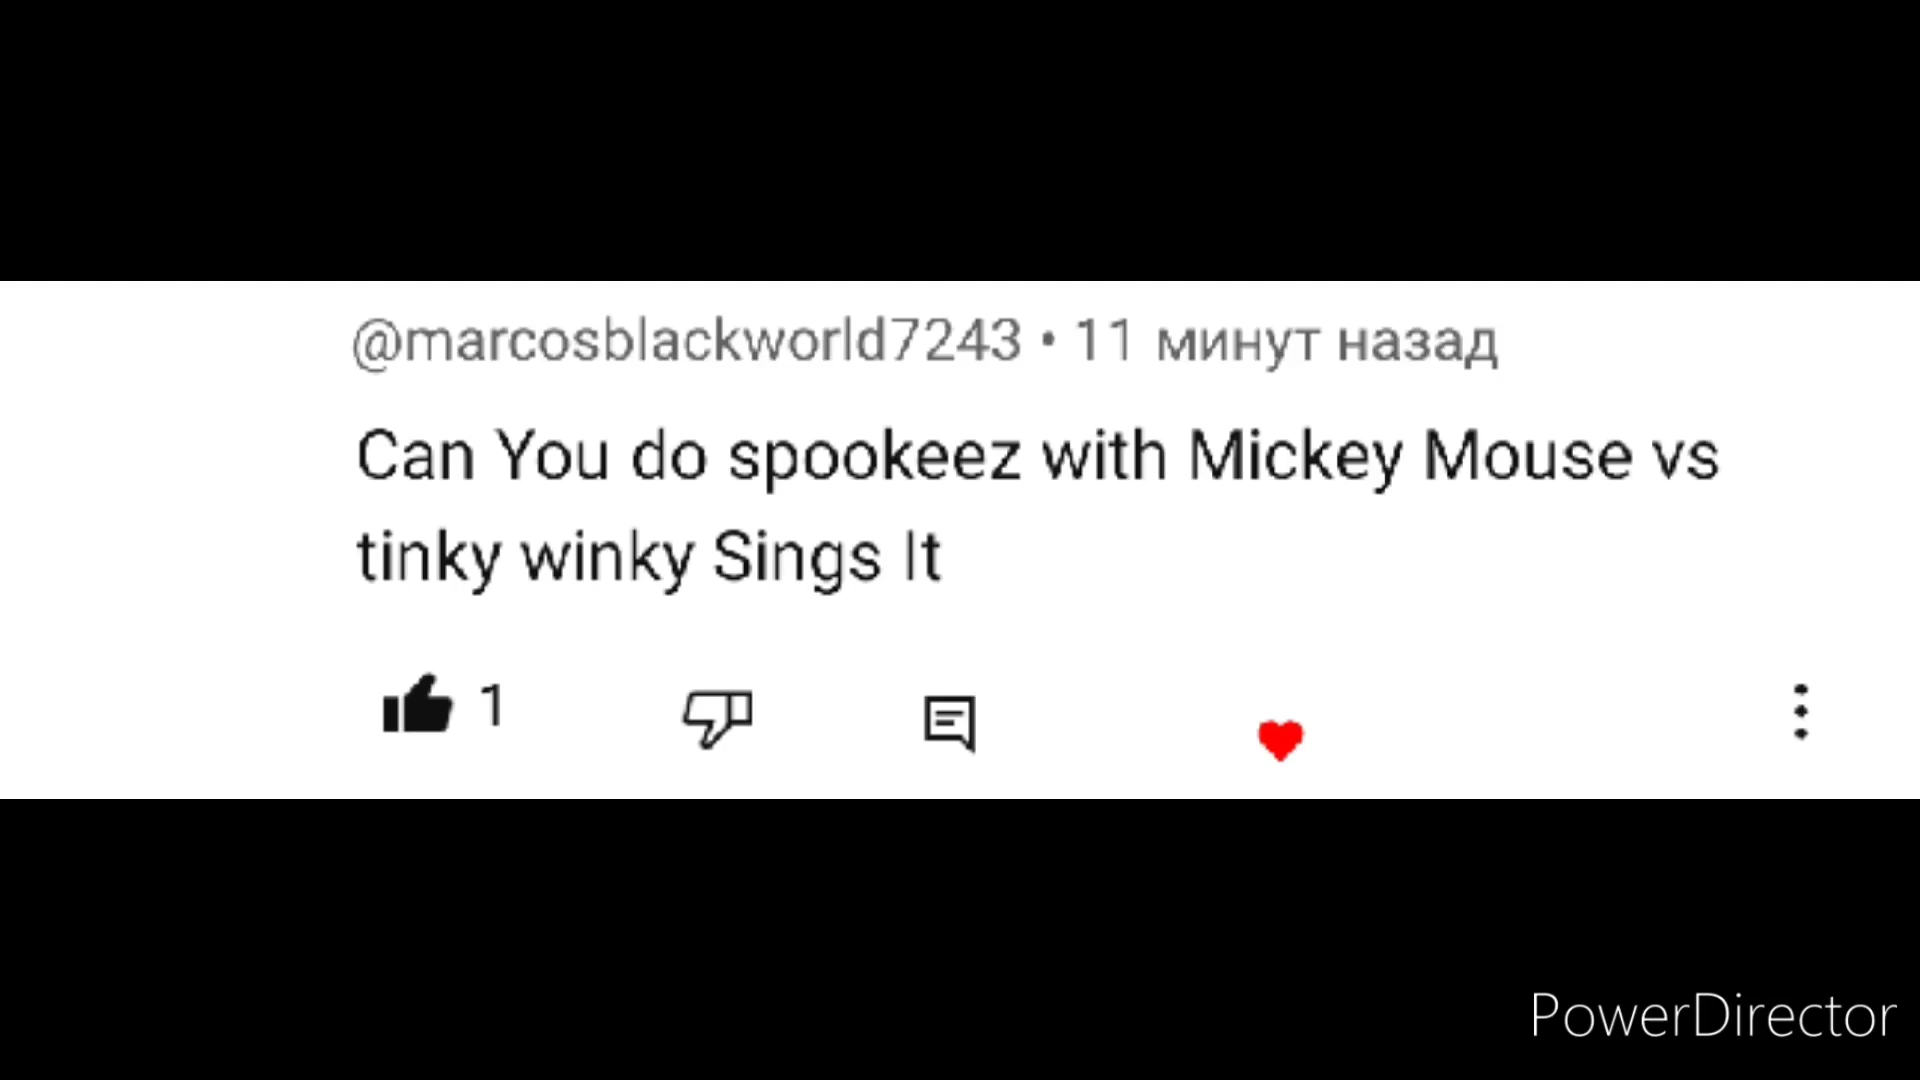 @marcosblackworld7243 • 11 минут назад
Can You do spookeez with Mickey Mouse vs
tinky winky Sings It
1
PowerDirector